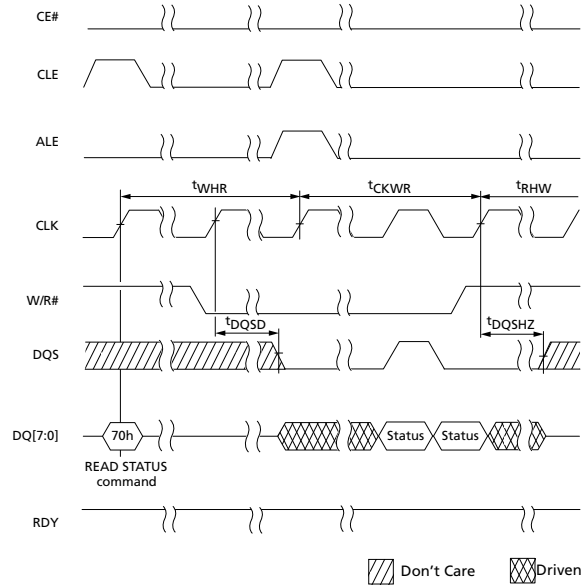 CE#
CLE
ALE
tWHR tCKWR tRHW
CLK
W/R#
tDQSD tDQSHZ
DQS
DQ[7:0] 70h Status Status
READ STATUS
command
RDY
Don't Care Driven